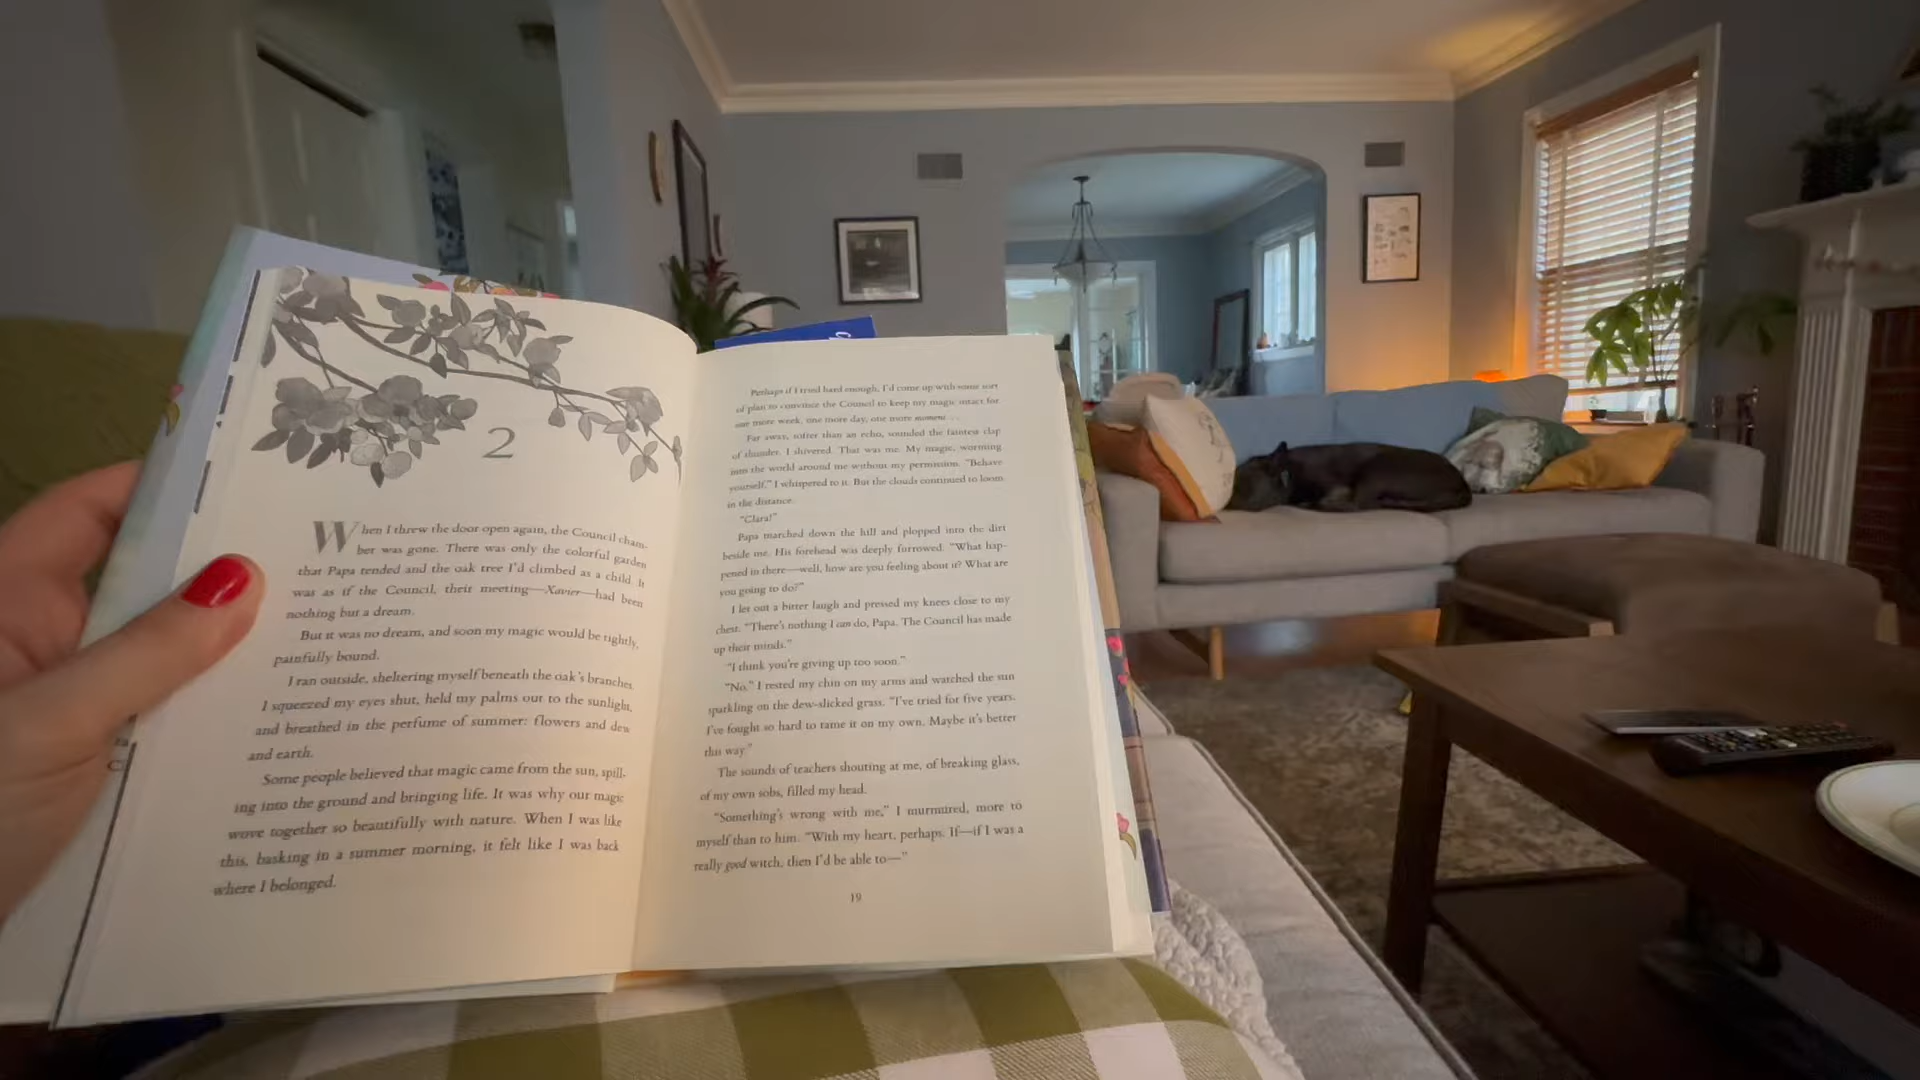 2
When I threw the door open again, the Council cham-
ber was gone. There was only the colorful garden
that Papa tended and the oak tree I'd climbed as a child. It
was as if the Council, their meeting—Xavier—had been
nothing but a dream.
But it was no dream, and soon my magic would be tightly,
painfully bound.
I ran outside, sheltering myself beneath the oak's branches.
I squeezed my eyes shut, held my palms out to the sunlight,
and breathed in the perfume of summer: flowers and dew
and earth.
Some people believed that magic came from the sun, spill-
ing into the ground and bringing life. It was why our magic
wove together so beautifully with nature. When I was like
this, basking in a summer morning, it felt like I was back
where I belonged.
Perhaps if I tried hard enough, I'd come up with some sort
of plan to convince the Council to keep my magic intact for
one more week, one more day, one more moment . . .
Far away, softer than an echo, sounded the faintest clap
of thunder. I shivered. That was me. My magic, worming
into the world around me without my permission. "Behave
yourself," I whispered to it. But the clouds continued to loom
in the distance.
"Clara!"
Papa marched down the hill and plopped into the dirt
beside me. His forehead was deeply furrowed. "What hap-
pened in there—well, how are you feeling about it? What are
you going to do?"
I let out a bitter laugh and pressed my knees close to my
chest. "There's nothing I can do, Papa. The Council has made
up their minds."
"I think you're giving up too soon."
"No." I rested my chin on my arms and watched the sun
sparkling on the dew-slicked grass. "I've tried for five years.
I've fought so hard to tame it on my own. Maybe it's better
this way."
The sounds of teachers shouting at me, of breaking glass,
of my own sobs, filled my head.
"Something's wrong with me," I murmured, more to
myself than to him. "With my heart, perhaps. If—if I was a
really good witch, then I'd be able to—"
19